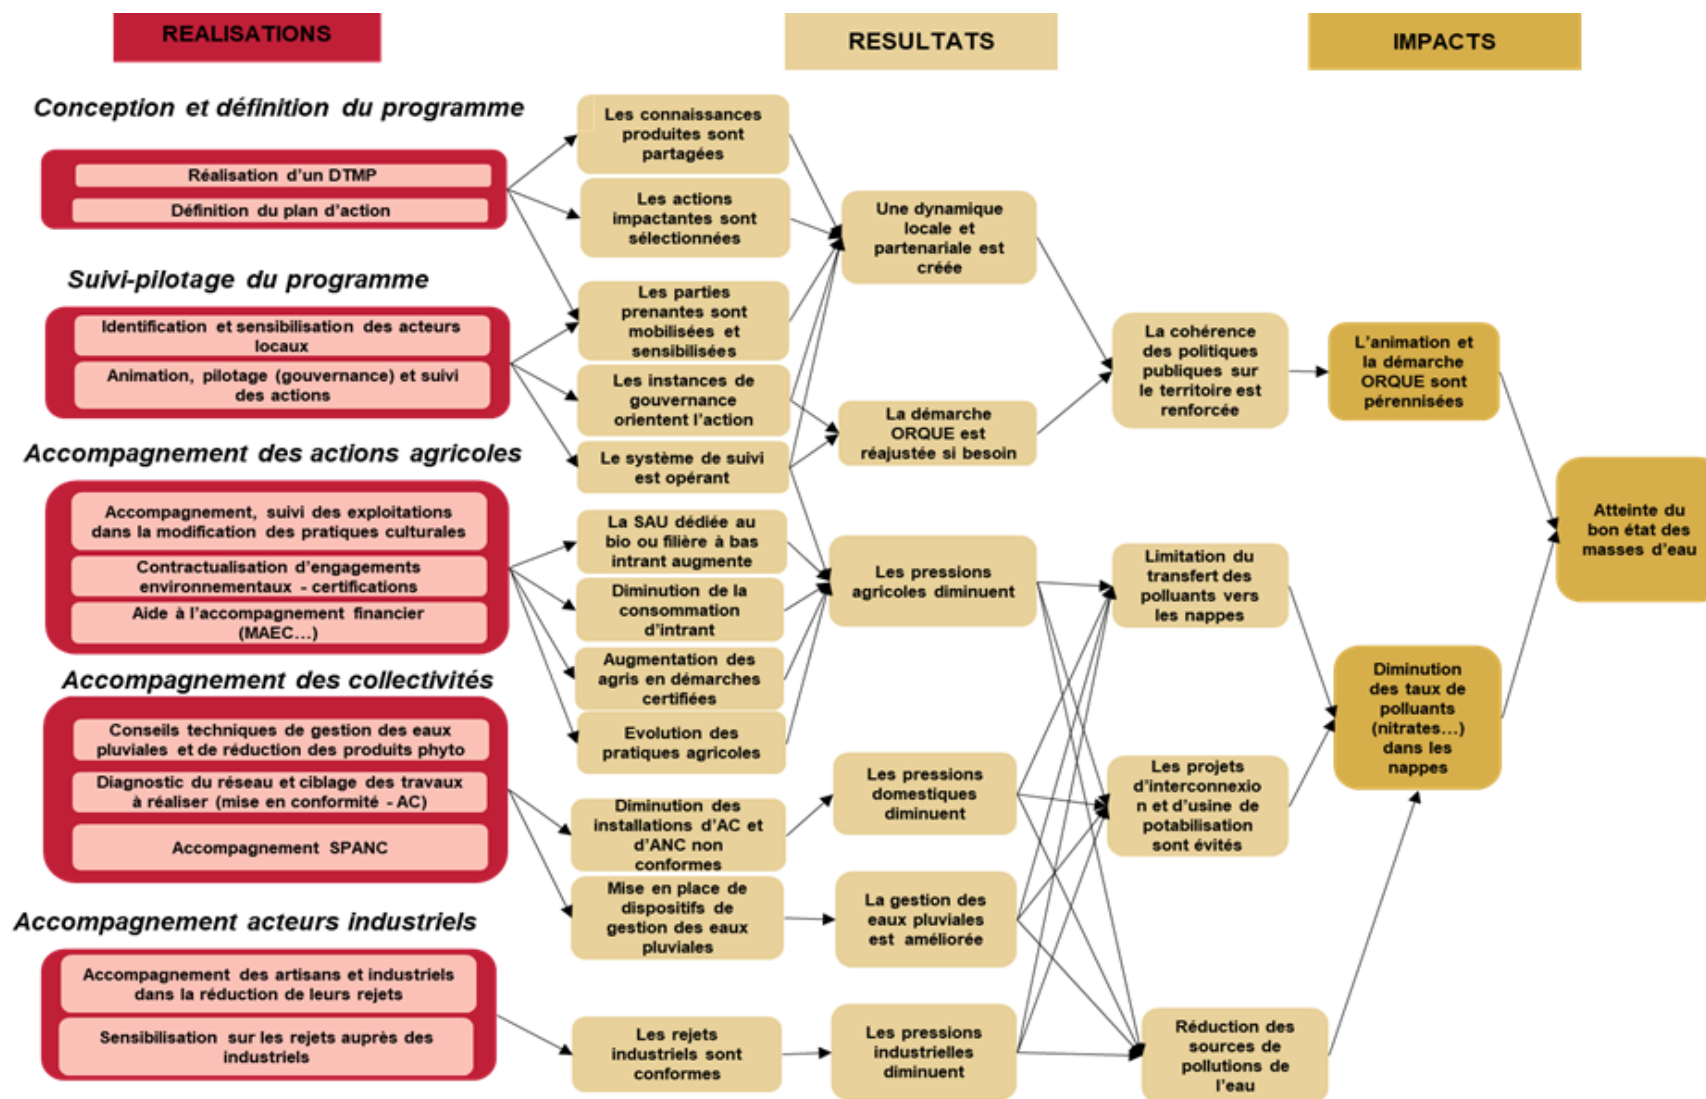 REALISATIONS
RESULTATS
IMPACTS
Conception et définition du programme
Réalisation d'un DTMP
Définition du plan d'action
Suivi-pilotage du programme
Identification et sensibilisation des acteurs
locaux
Animation, pilotage (gouvernance) et suivi
des actions
Accompagnement des actions agricoles
Accompagnement, suivi des exploitations
dans la modification des pratiques culturales
Contractualisation d'engagements
environnementaux - certifications
Aide à l'accompagnement financier
(MAEC…)
Accompagnement des collectivités
Conseils techniques de gestion des eaux
pluviales et de réduction des produits phyto
Diagnostic du réseau et ciblage des travaux
à réaliser (mise en conformité - AC)
Accompagnement SPANC
Accompagnement acteurs industriels
Accompagnement des artisans et industriels
dans la réduction de leurs rejets
Sensibilisation sur les rejets auprès des
industriels
Les connaissances
produites sont
partagées
Les actions
impactantes sont
sélectionnées
Les parties
prenantes sont
mobilisées et
sensibilisées
Les instances de
gouvernance
orientent l'action
Le système de suivi
est opérant
La SAU dédiée au
bio ou filière à bas
intrant augmente
Diminution de la
consommation
d'intrant
Augmentation des
agris en démarches
certifiées
Evolution des
pratiques agricoles
Diminution des
installations d'AC et
d'ANC non
conformes
Mise en place de
dispositifs de
gestion des eaux
pluviales
Les rejets
industriels sont
conformes
Une dynamique
locale et
partenariale est
créée
La démarche
ORQUE est
réajustée si besoin
Les pressions
agricoles diminuent
Les pressions
domestiques
diminuent
La gestion des
eaux pluviales
est améliorée
Les pressions
industrielles
diminuent
La cohérence
des politiques
publiques sur
le territoire est
renforcée
Limitation du
transfert des
polluants vers
les nappes
Les projets
d'interconnexio
n et d'usine de
potabilisation
sont évités
Réduction des
sources de
pollutions de
l'eau
L'animation et
la démarche
ORQUE sont
pérennisées
Diminution
des taux de
polluants
(nitrates…)
dans les
nappes
Atteinte du
bon état des
masses d'eau